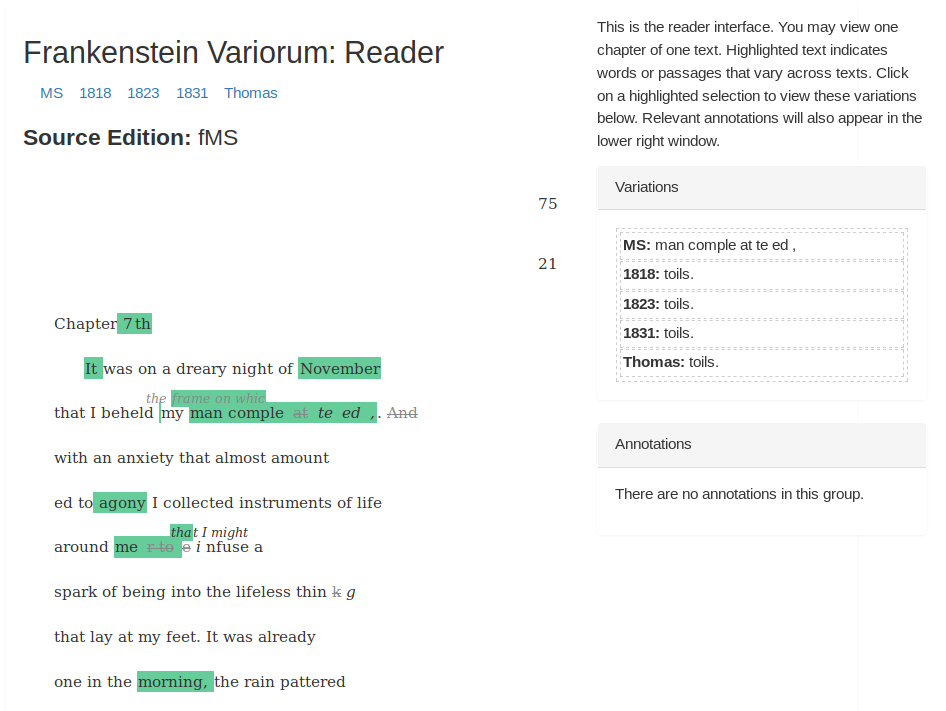 Frankenstein Variorum: Reader
MS 1818 1823 1831 Thomas
Source Edition: fMS
75
21
Chapter 7 th
It was on a dreary night of November
the frame on whic
that I beheld my man comple at te ed , . And
with an anxiety that almost amount
ed to agony I collected instruments of life
that I might
around me r to e i nfuse a
spark of being into the lifeless thin k g
that lay at my feet. It was already
one in the morning, the rain pattered
This is the reader interface. You may view one
chapter of one text. Highlighted text indicates
words or passages that vary across texts. Click
on a highlighted selection to view these variations
below. Relevant annotations will also appear in the
lower right window.
Variations
MS: man comple at te ed ,
1818: toils.
1823: toils.
1831: toils.
Thomas: toils.
Annotations
There are no annotations in this group.